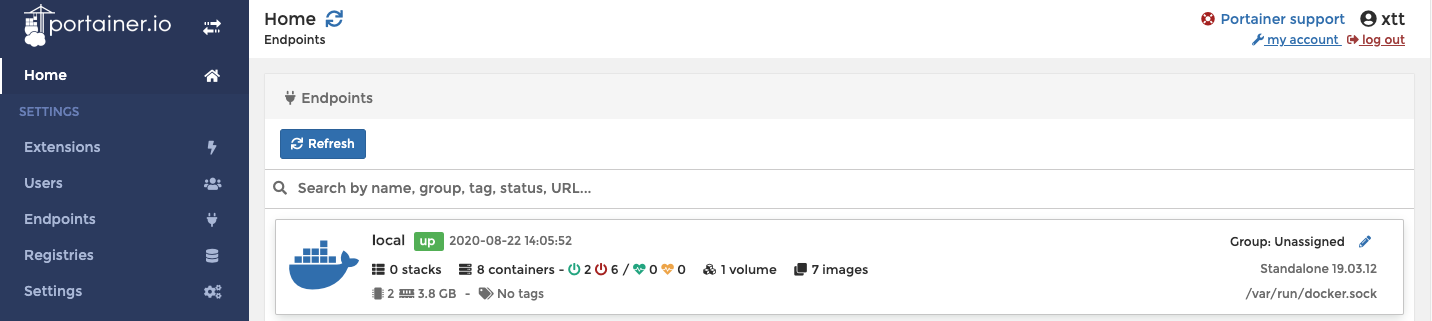 portainer.io
Home
SETTINGS
Extensions
Users
Endpoints
Registries
Settings
Home
Endpoints
Portainer support xtt
my account log out
Endpoints
Refresh
Search by name, group, tag, status, URL...
local up 2020-08-22 14:05:52
Group: Unassigned
0 stacks 8 containers - 2 6 / 0 0 1 volume 7 images
Standalone 19.03.12
2 3.8 GB - No tags
/var/run/docker.sock